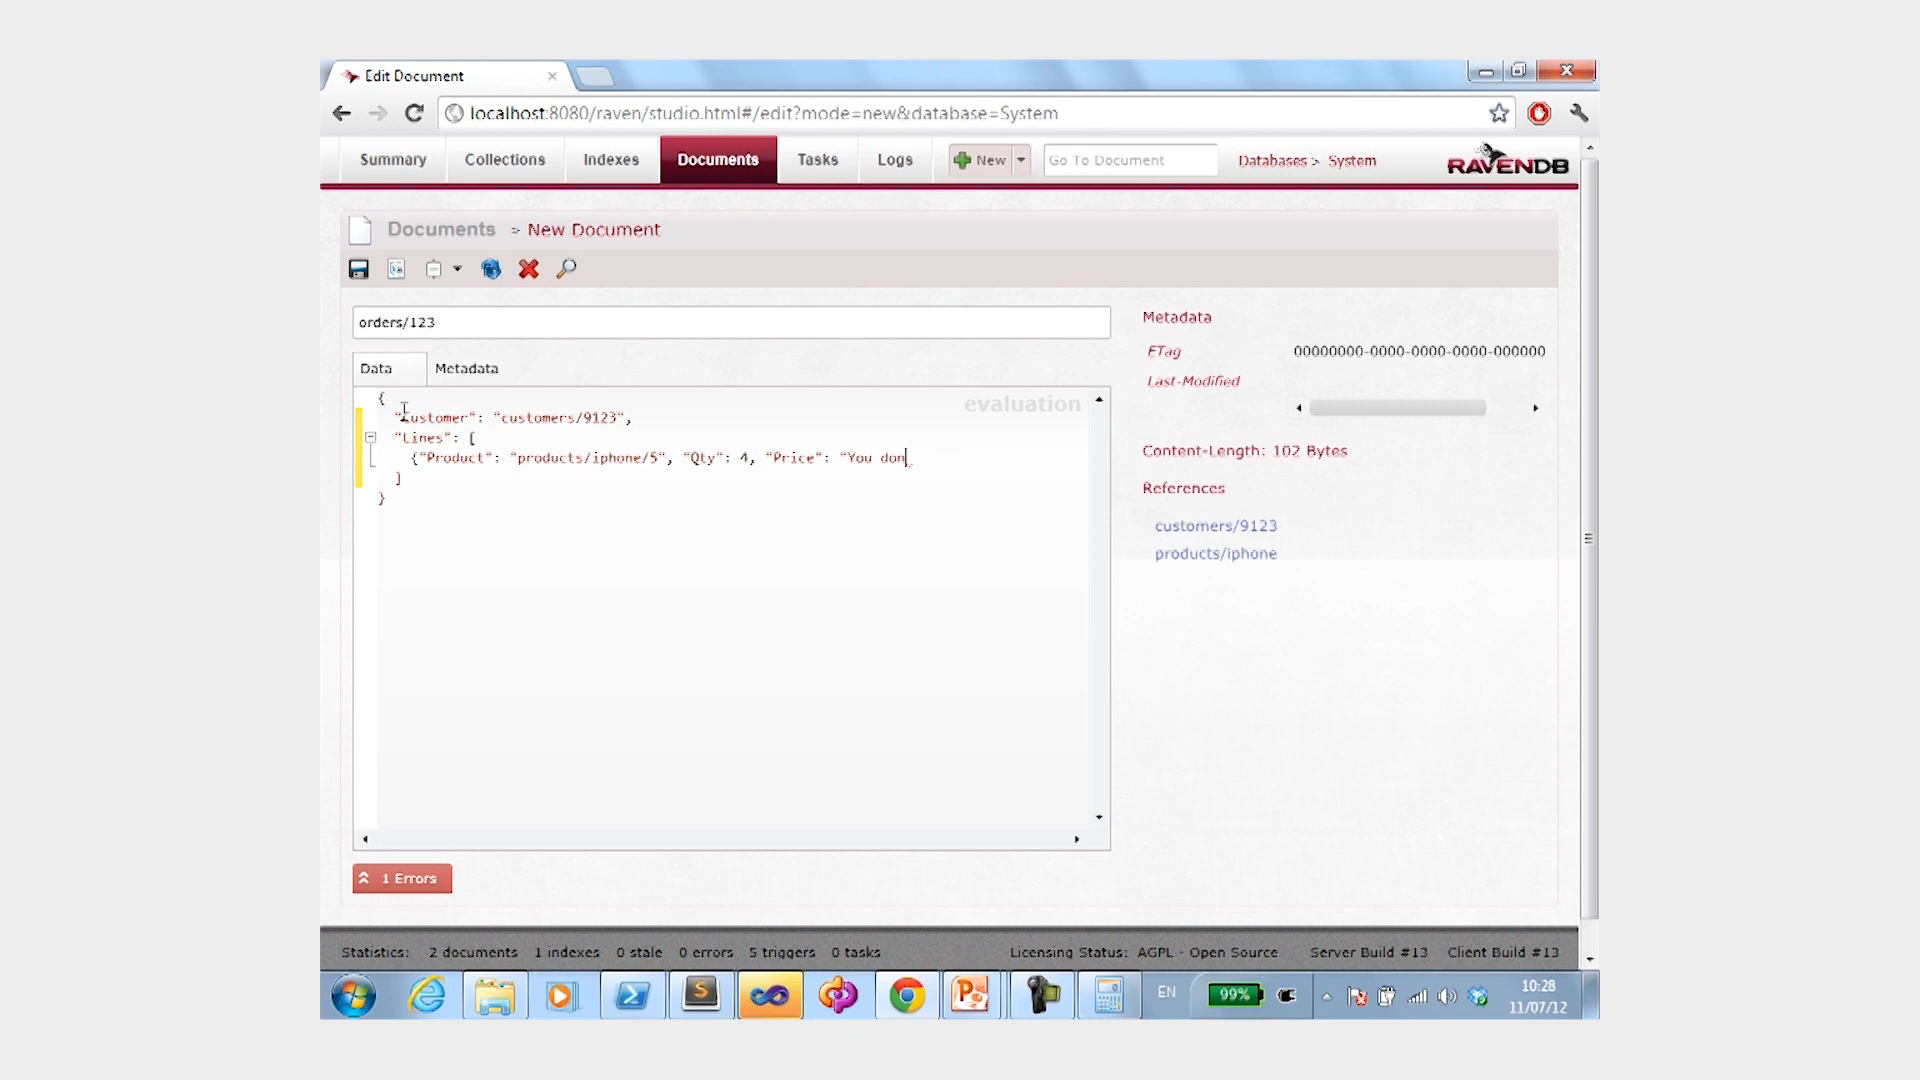 Edit Document
localhost:8080/raven/studio.html#/edit?mode=new&database=System
Summary Collections Indexes Documents Tasks Logs New Go To Document Databases > System RAVENDB
Documents > New Document
orders/123
Data Metadata
{
"Customer": "customers/9123",
"Lines": [
{"Product": "products/iphone/5", "Qty": 4, "Price": "You don
]
}
evaluation
1 Errors
Metadata
ETag 00000000-0000-0000-0000-000000
Last-Modified
Content-Length: 102 Bytes
References
customers/9123
products/iphone
Statistics: 2 documents 1 indexes 0 stale 0 errors 5 triggers 0 tasks Licensing Status: AGPL - Open Source Server Build #13 Client Build #13
EN 99% 10:28
11/07/12